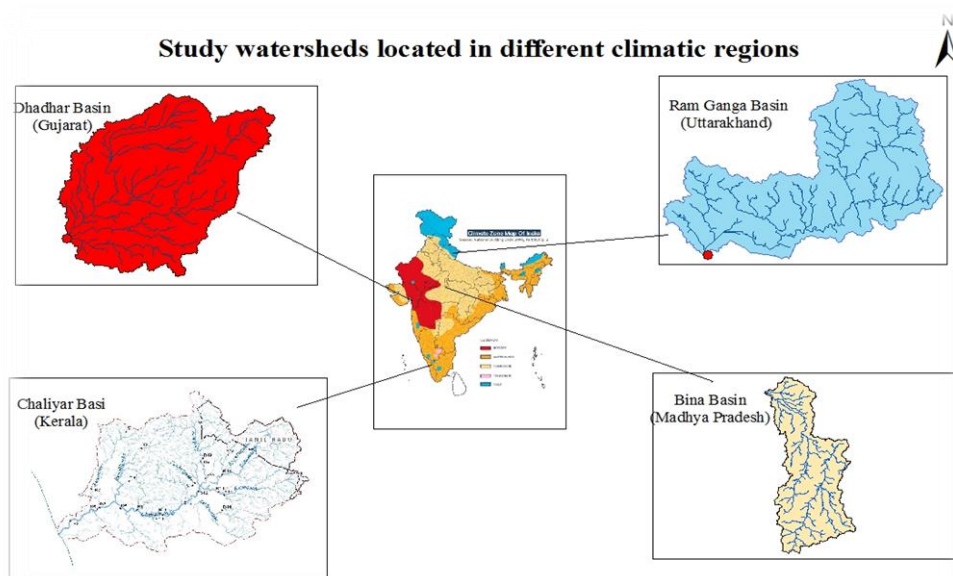 N
Study watersheds located in different climatic regions
Dhadhar Basin
(Gujarat)
Ram Ganga Basin
(Uttarakhand)
Climate Zone Map Of India
Chaliyar Basi
(Kerala)
TAMIL NADU
Bina Basin
(Madhya Pradesh)